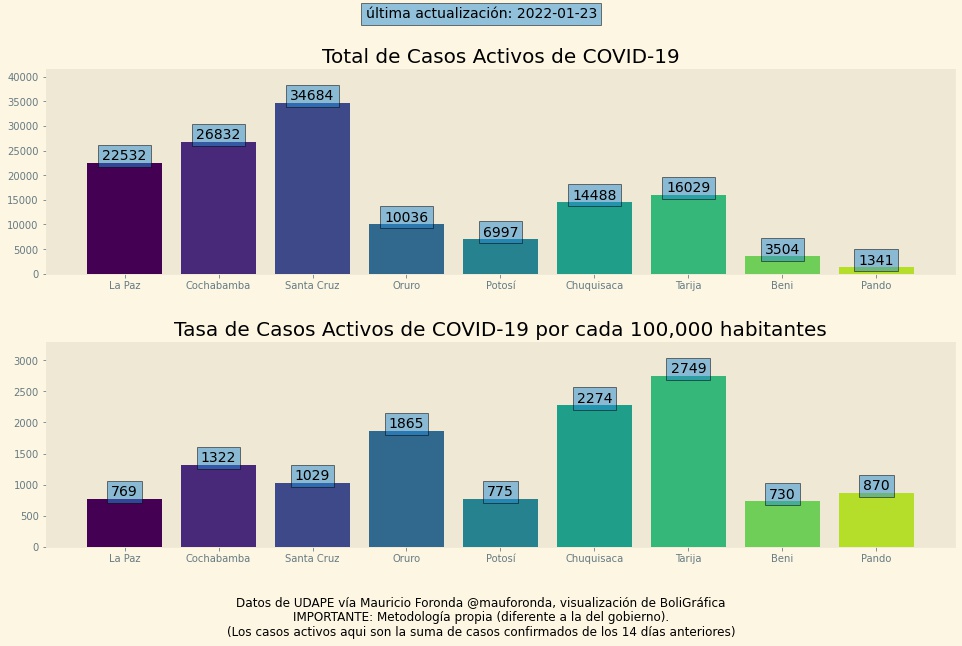 última actualización: 2022-01-23
Total de Casos Activos de COVID-19
40000
35000
30000
25000
20000
15000
10000
5000
0
22532
26832
34684
10036
6997
14488
16029
3504
1341
La Paz
Cochabamba
Santa Cruz
Oruro
Potosí
Chuquisaca
Tarija
Beni
Pando
Tasa de Casos Activos de COVID-19 por cada 100,000 habitantes
3000
2500
2000
1500
1000
500
0
769
1322
1029
1865
775
2274
2749
730
870
La Paz
Cochabamba
Santa Cruz
Oruro
Potosí
Chuquisaca
Tarija
Beni
Pando
Datos de UDAPE vía Mauricio Foronda @mauforonda, visualización de BoliGráfica
IMPORTANTE: Metodología propia (diferente a la del gobierno).
(Los casos activos aqui son la suma de casos confirmados de los 14 días anteriores)